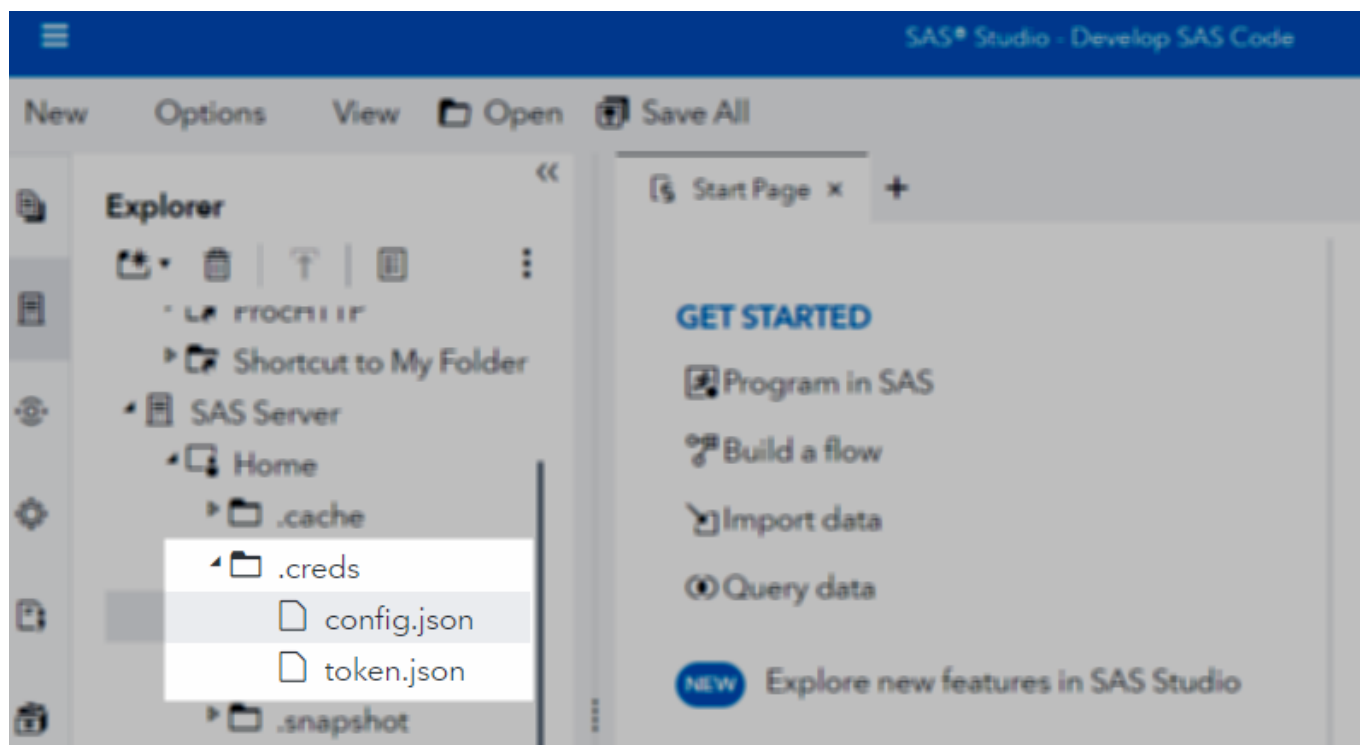 SAS® Studio - Develop SAS Code
New Options View Open Save All
Explorer
ProcHTTP
Shortcut to My Folder
SAS Server
Home
.cache
.creds
config.json
token.json
.snapshot
Start Page × +
GET STARTED
Program in SAS
Build a flow
Import data
Query data
NEW Explore new features in SAS Studio